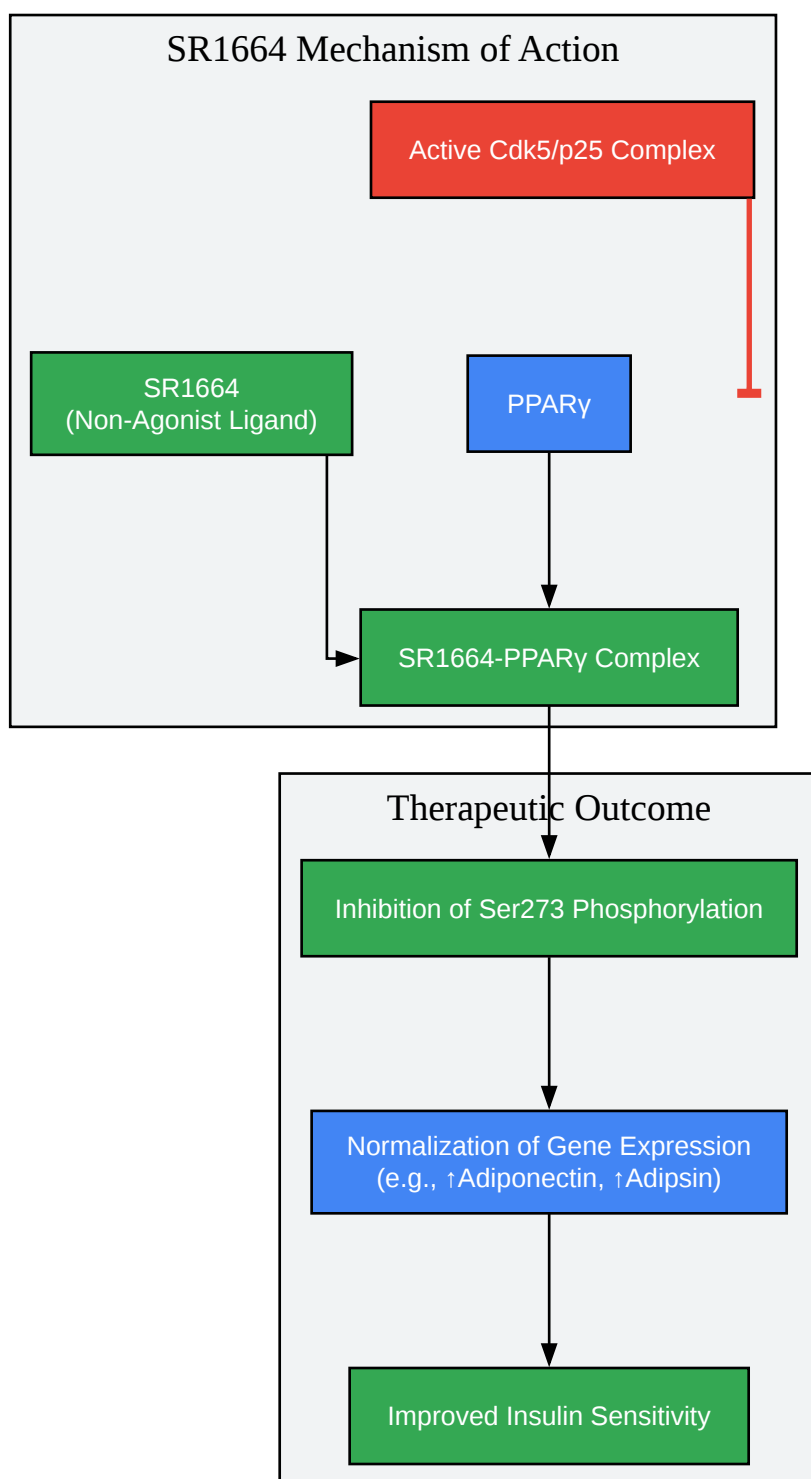 SR1664 Mechanism of Action
Active Cdk5/p25 Complex
SR1664
(Non-Agonist Ligand)
PPARγ
SR1664-PPARγ Complex
Therapeutic Outcome
Inhibition of Ser273 Phosphorylation
Normalization of Gene Expression
(e.g., ↑Adiponectin, ↑Adipsin)
Improved Insulin Sensitivity